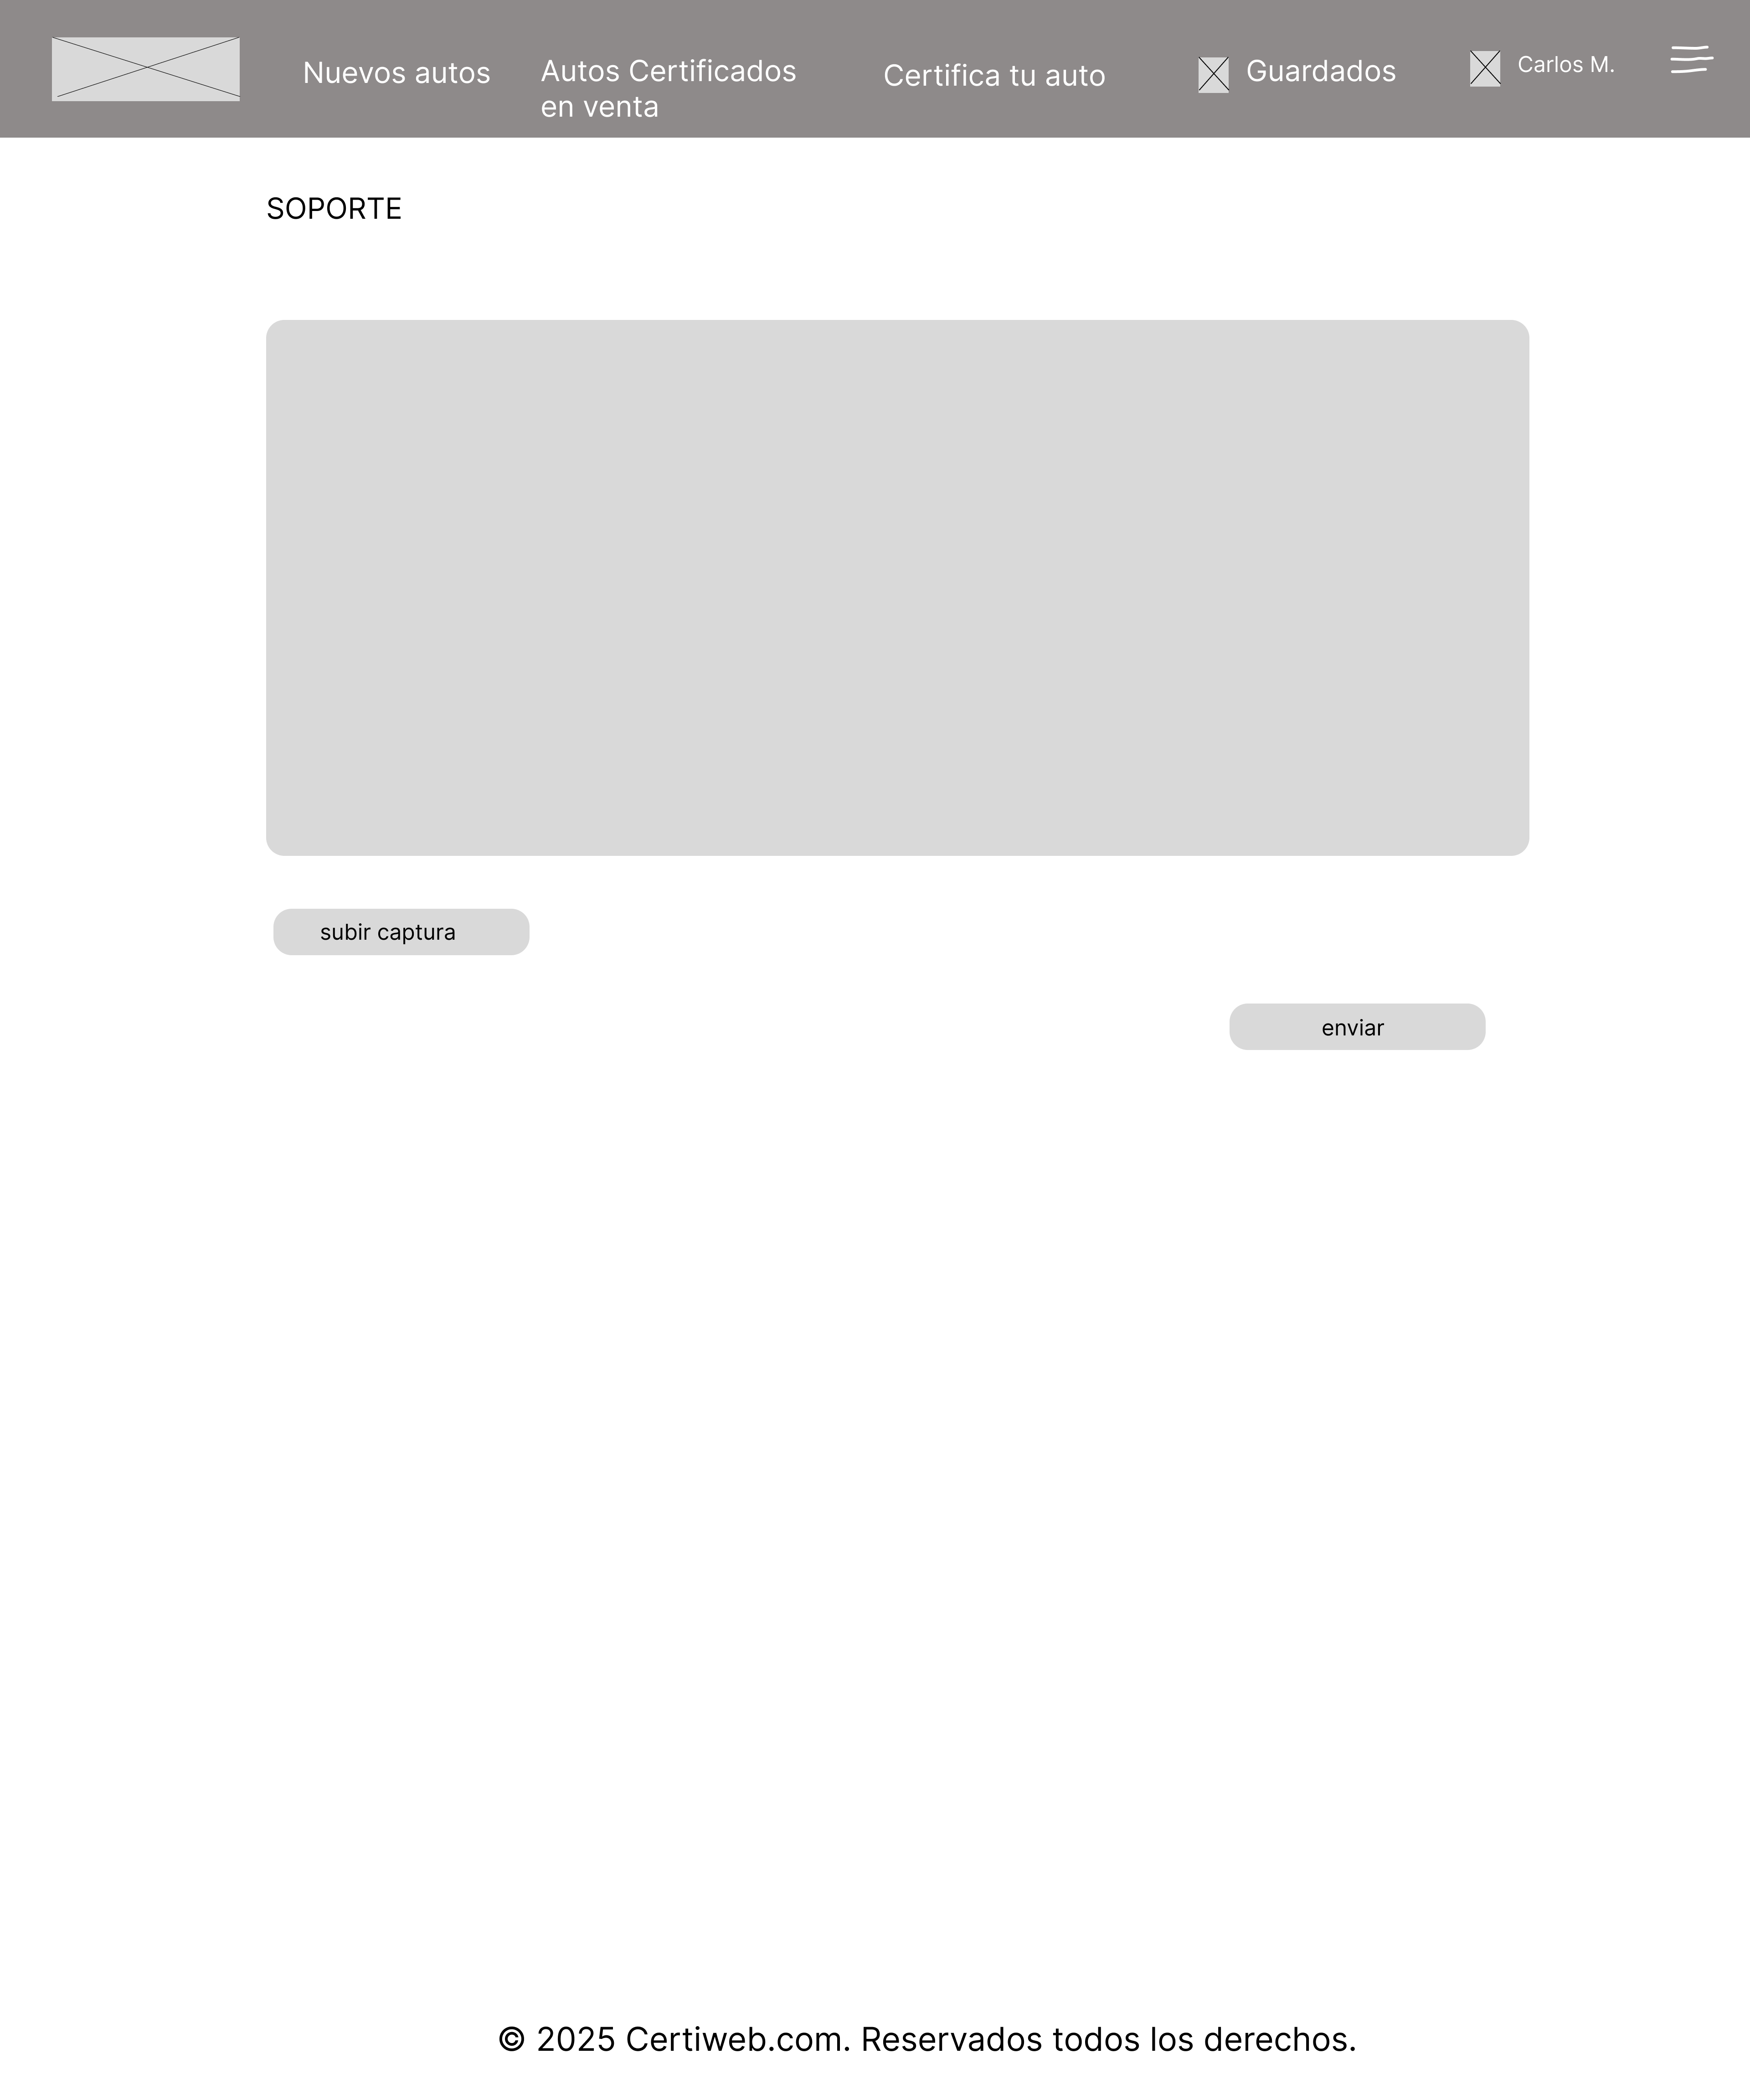 Nuevos autos
Autos Certificados
en venta
Certifica tu auto
Guardados
Carlos M.
SOPORTE
subir captura
enviar
© 2025 Certiweb.com. Reservados todos los derechos.